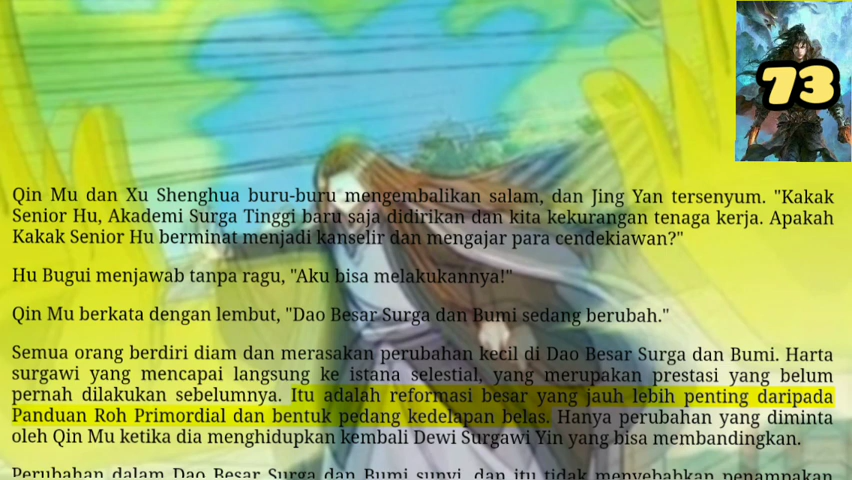 73
Qin Mu dan Xu Shenghua buru-buru mengembalikan salam, dan Jing Yan tersenyum. "Kakak
Senior Hu, Akademi Surga Tinggi baru saja didirikan dan kita kekurangan tenaga kerja. Apakah
Kakak Senior Hu berminat menjadi kanselir dan mengajar para cendekiawan?"
Hu Bugui menjawab tanpa ragu, "Aku bisa melakukannya!"
Qin Mu berkata dengan lembut, "Dao Besar Surga dan Bumi sedang berubah."
Semua orang berdiri diam dan merasakan perubahan kecil di Dao Besar Surga dan Bumi. Harta
surgawi yang mencapai langsung ke istana selestial, yang merupakan prestasi yang belum
pernah dilakukan sebelumnya. Itu adalah reformasi besar yang jauh lebih penting daripada
Panduan Roh Primordial dan bentuk pedang kedelapan belas. Hanya perubahan yang diminta
oleh Qin Mu ketika dia menghidupkan kembali Dewi Surgawi Yin yang bisa membandingkan.
Perubahan dalam Dao Besar Surga dan Bumi sunyi, dan itu tidak menyebabkan penampakan